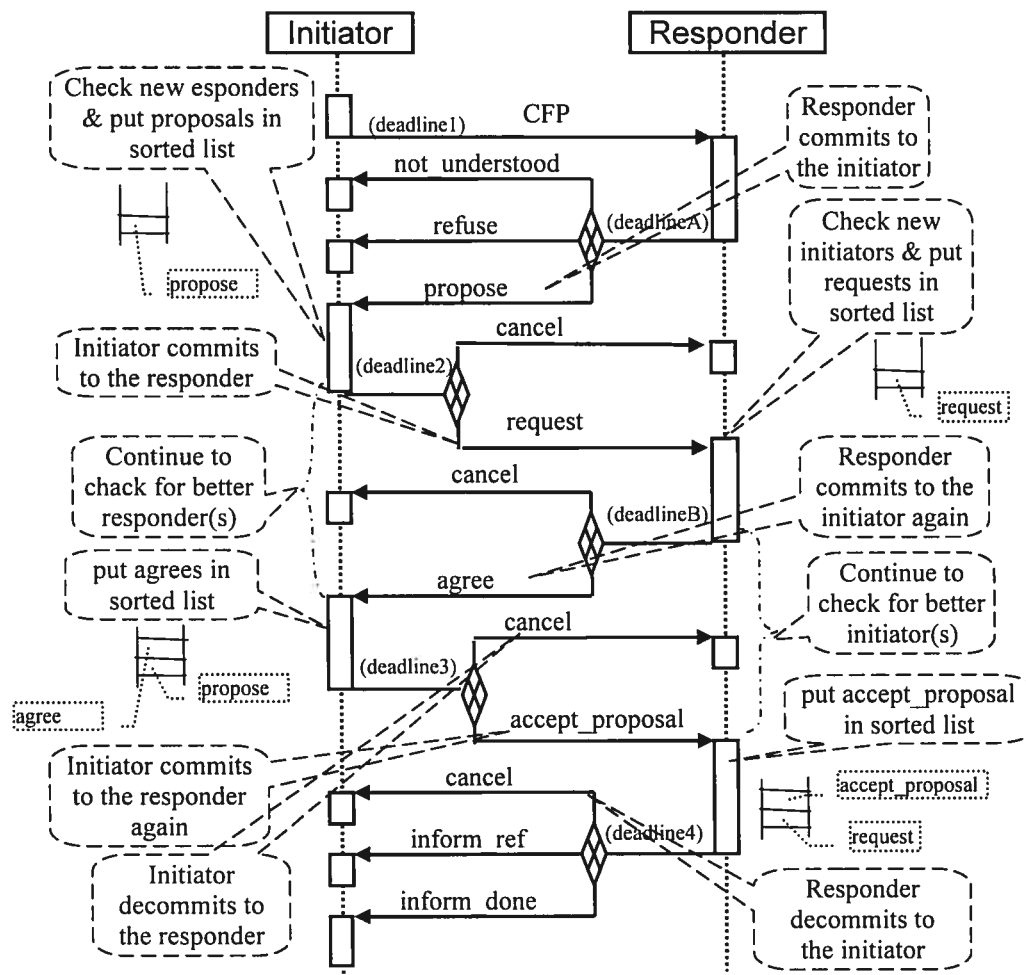 Initiator
Responder
Check new esponders
& put proposals in
sorted list
(deadline1)
CFP
Responder
commits to
the initiator
not_understood
refuse
(deadlineA)
propose
propose
Check new
initiators & put
requests in
sorted list
cancel
Initiator commits
to the responder
(deadline2)
request
request
Continue to
chack for better
responder(s)
cancel
(deadlineB)
Responder
commits to the
initiator again
agree
put agrees in
sorted list
cancel
Continue to
check for better
initiator(s)
(deadline3)
propose
agree
accept_proposal
put accept_proposal
in sorted list
Initiator commits
to the responder
again
cancel
accept_proposal
request
inform_ref
(deadline4)
Initiator
decommits to
the responder
inform_done
Responder
decommits to
the initiator